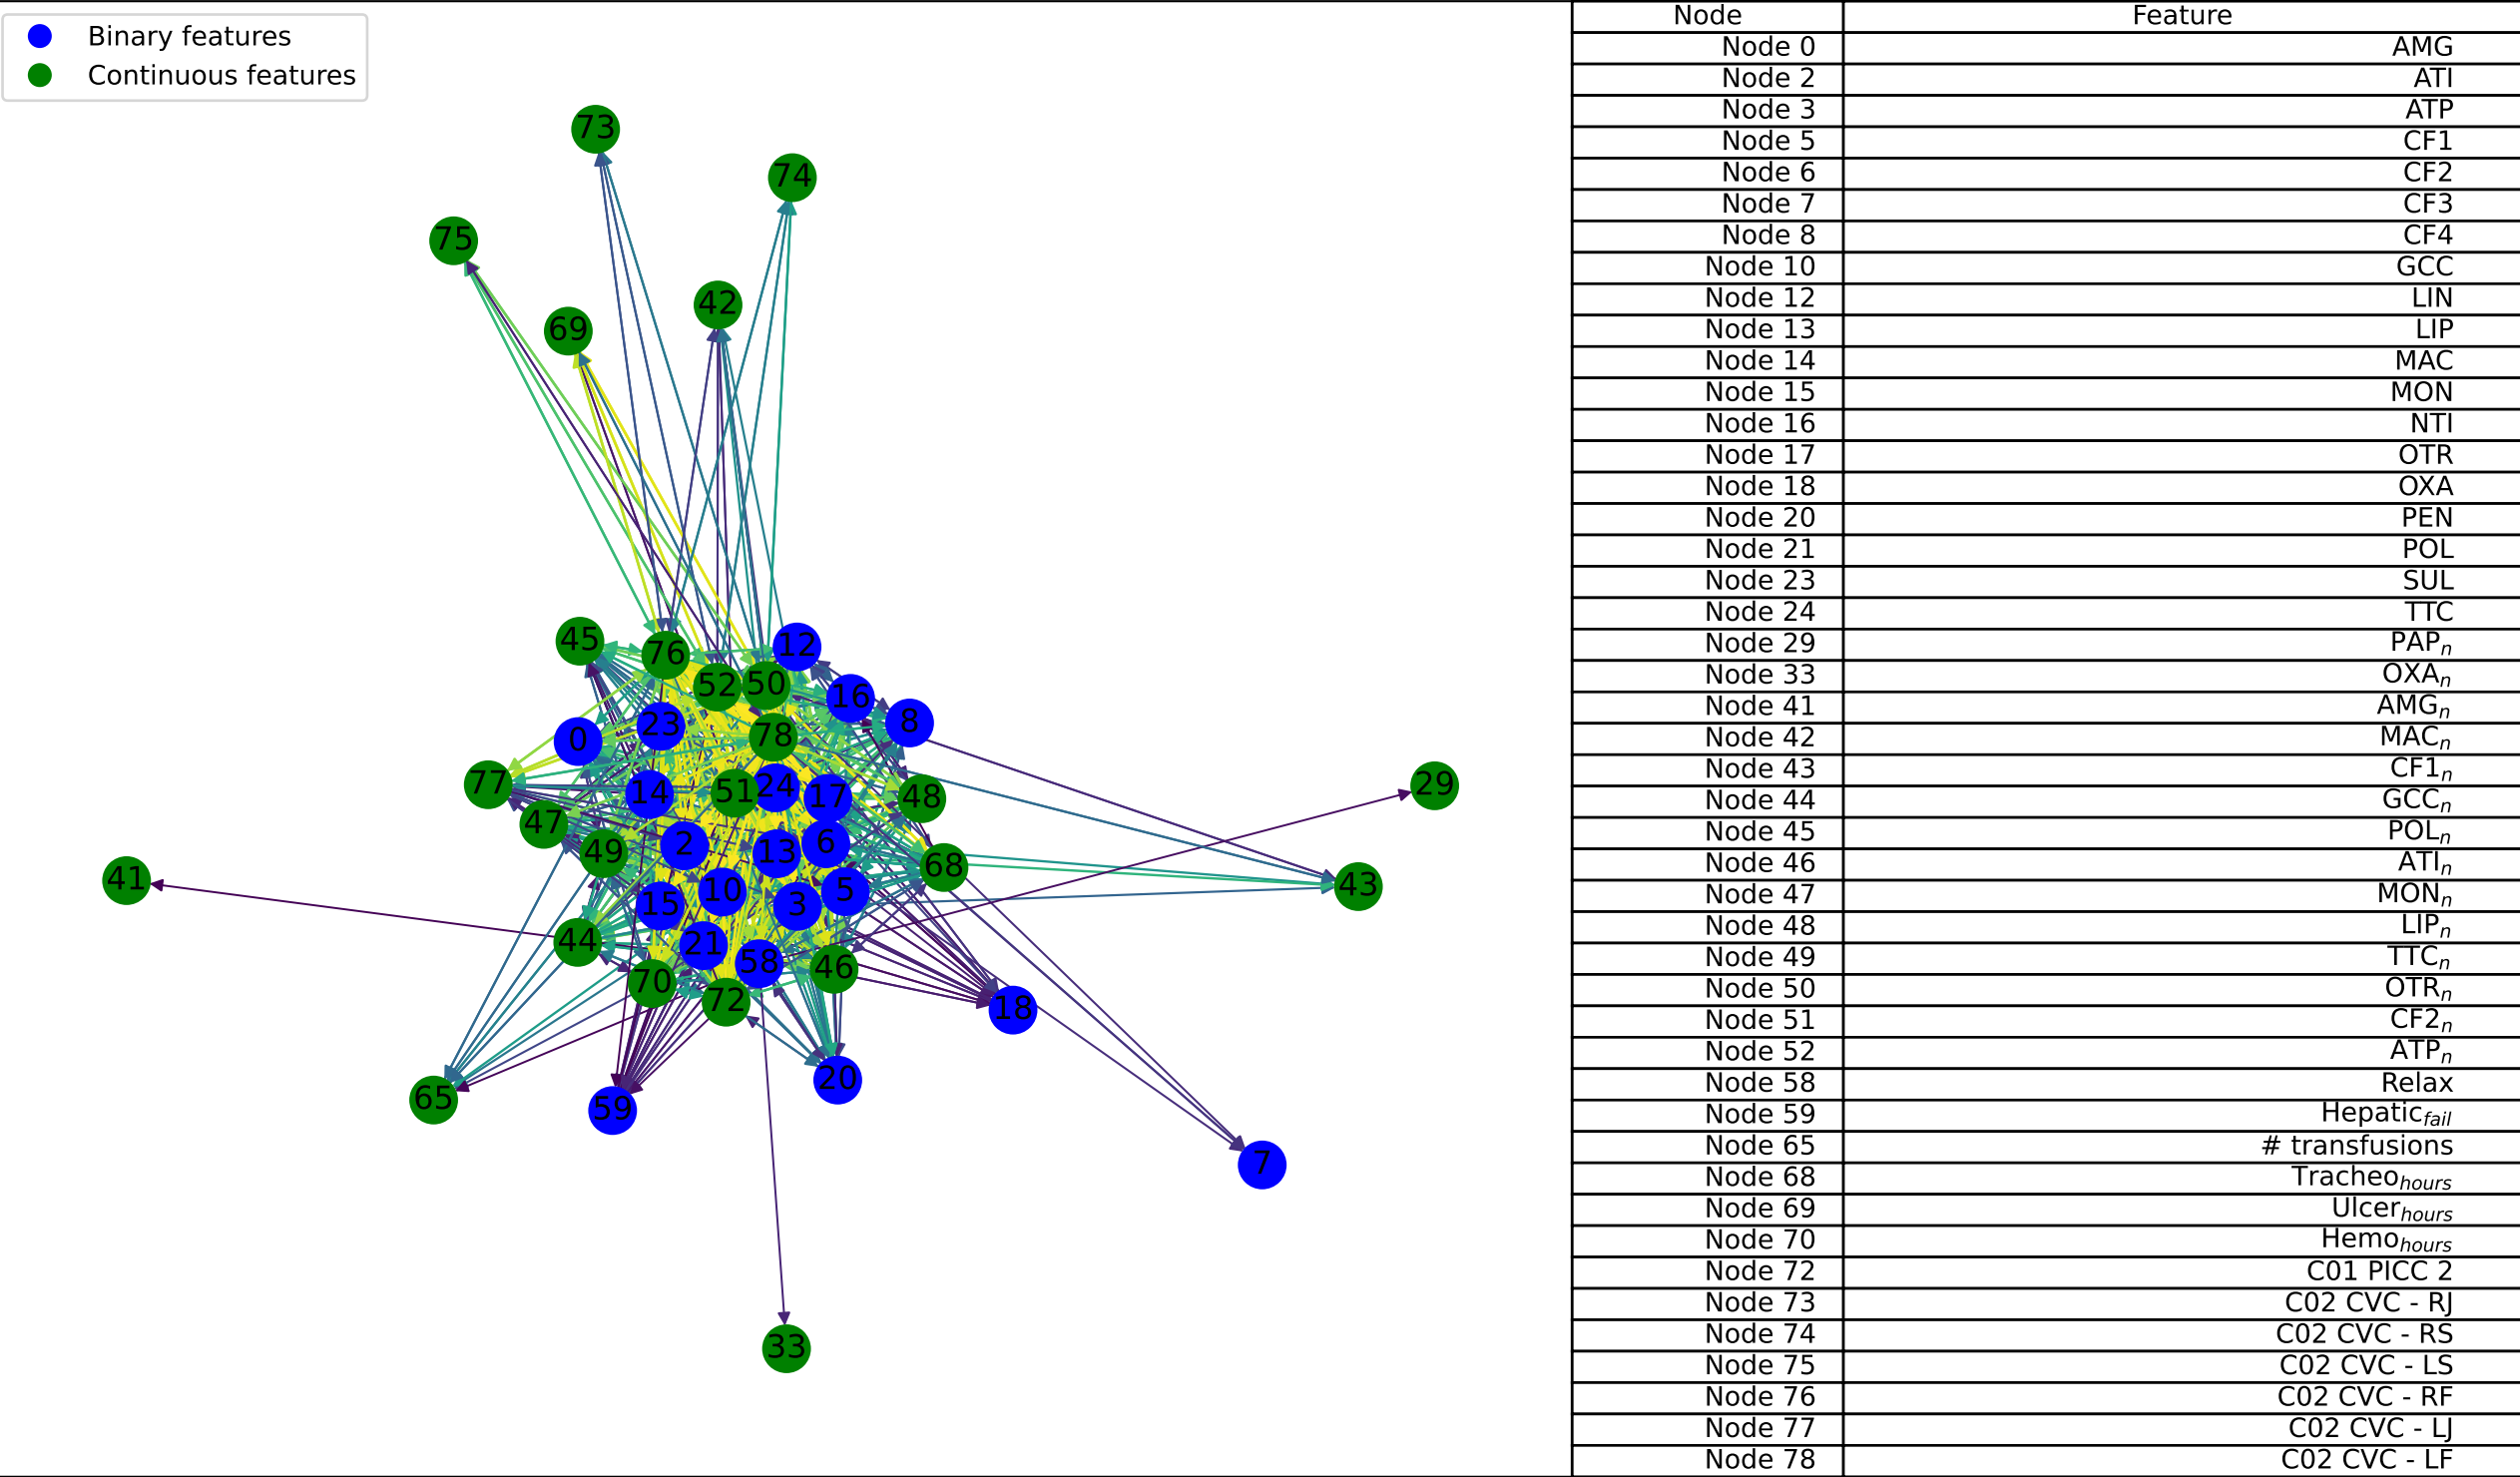 Binary features
Continuous features
73
74
75
42
69
45
76
12
52
50
16
8
23
0
78
77
14
51
24
17
48
29
47
49
2
13
6
68
41
43
10
5
15
3
44
21
58
46
70
72
18
20
65
59
7
33
Node Feature
Node 0 AMG
Node 2 ATI
Node 3 ATP
Node 5 CF1
Node 6 CF2
Node 7 CF3
Node 8 CF4
Node 10 GCC
Node 12 LIN
Node 13 LIP
Node 14 MAC
Node 15 MON
Node 16 NTI
Node 17 OTR
Node 18 OXA
Node 20 PEN
Node 21 POL
Node 23 SUL
Node 24 TTC
Node 29 PAPn
Node 33 OXAn
Node 41 AMGn
Node 42 MACn
Node 43 CF1n
Node 44 GCCn
Node 45 POLn
Node 46 ATIn
Node 47 MONn
Node 48 LIPn
Node 49 TTCn
Node 50 OTRn
Node 51 CF2n
Node 52 ATPn
Node 58 Relax
Node 59 Hepaticfail
Node 65 # transfusions
Node 68 Tracheohours
Node 69 Ulcerhours
Node 70 Hemohours
Node 72 C01 PICC 2
Node 73 C02 CVC - RJ
Node 74 C02 CVC - RS
Node 75 C02 CVC - LS
Node 76 C02 CVC - RF
Node 77 C02 CVC - LJ
Node 78 C02 CVC - LF